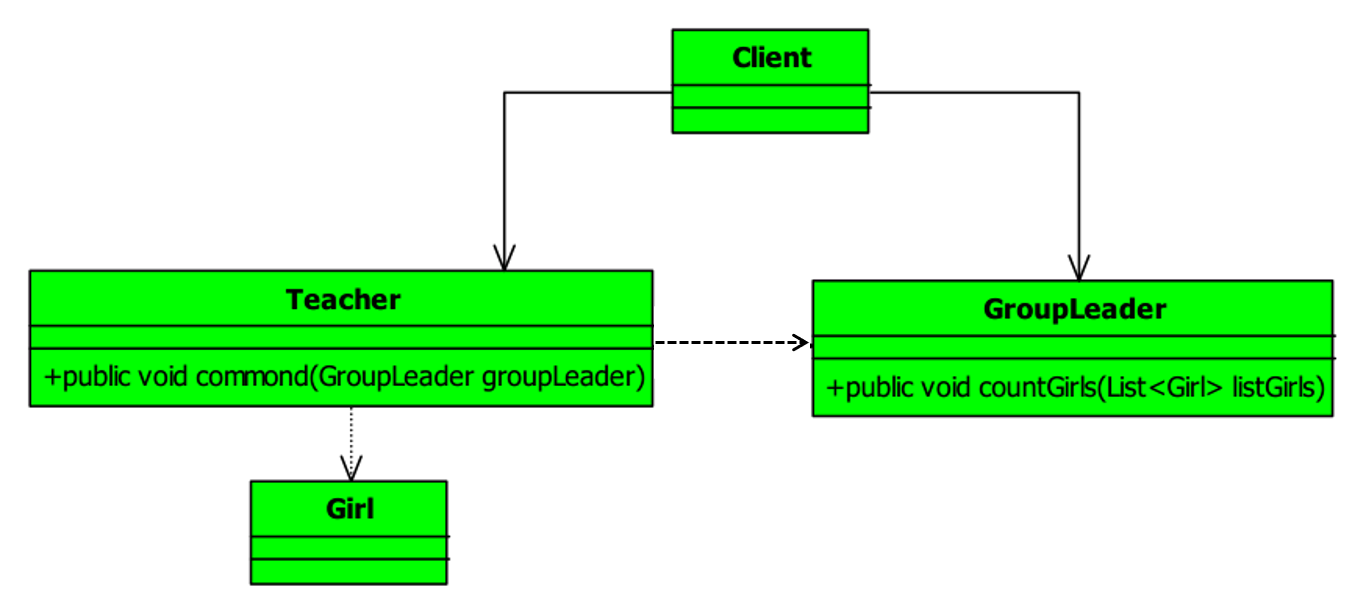 Client
Teacher
+public void commond(GroupLeader groupLeader)
GroupLeader
+public void countGirls(List<Girl> listGirls)
Girl